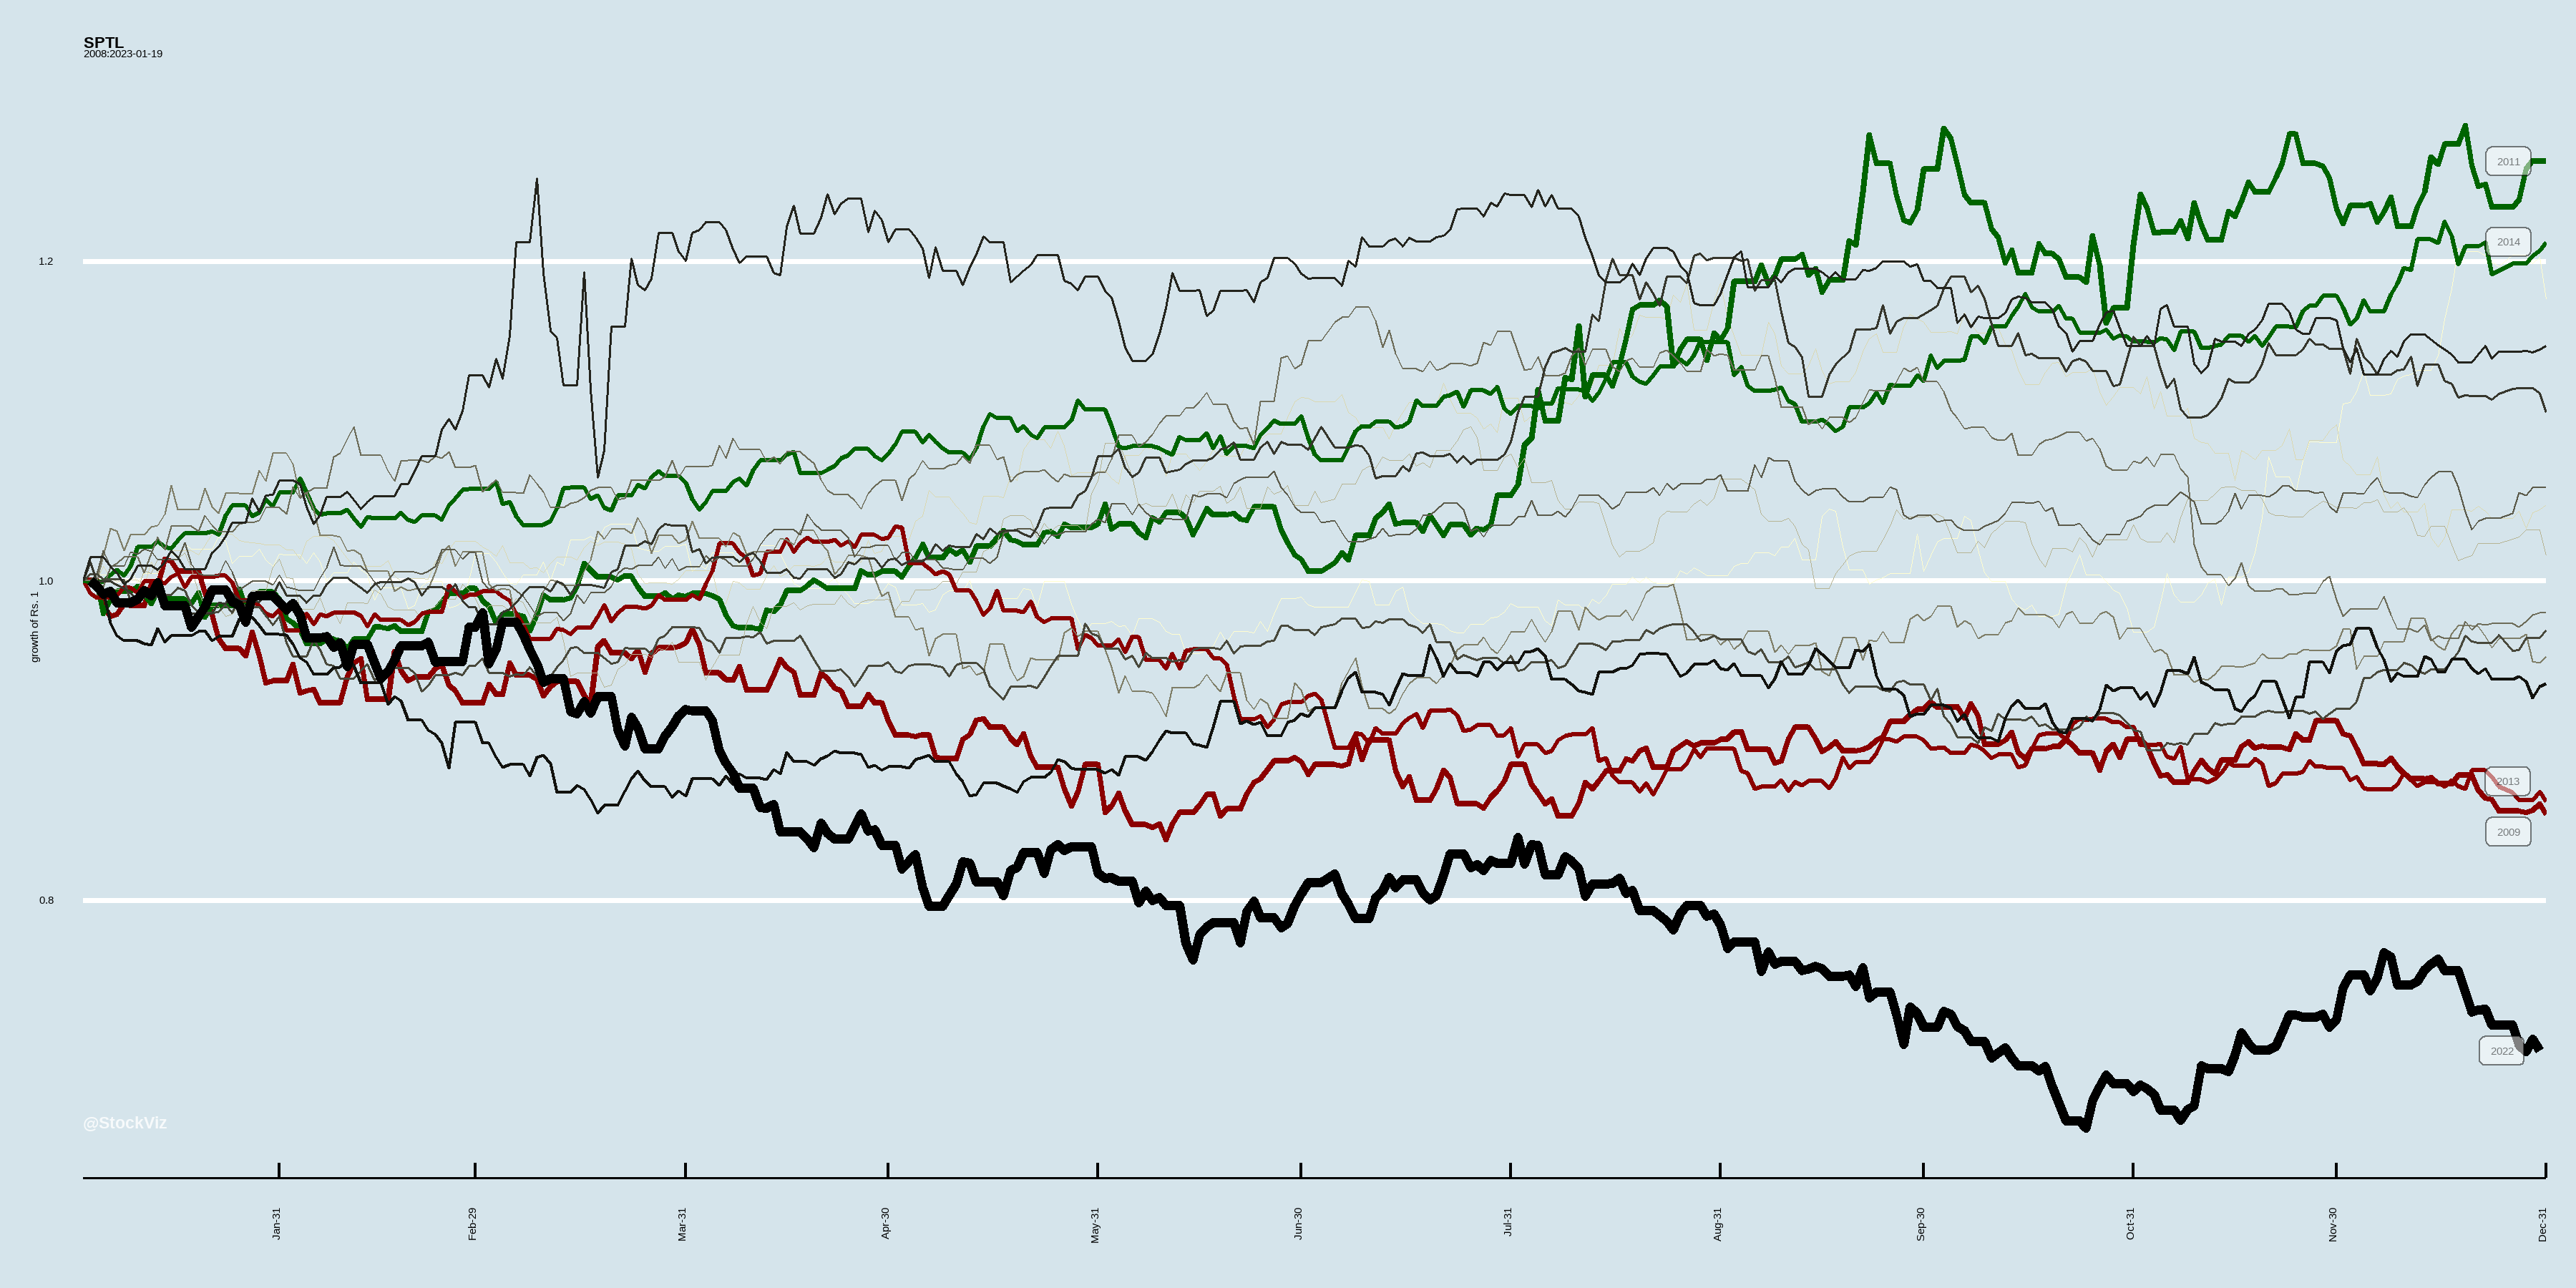 SPTL
2008:2023-01-19
2011
2014
1.2
1.0
growth of Rs. 1
2013
2009
0.8
2022
@StockViz
Jan-31
Feb-29
Mar-31
Apr-30
May-31
Jun-30
Jul-31
Aug-31
Sep-30
Oct-31
Nov-30
Dec-31